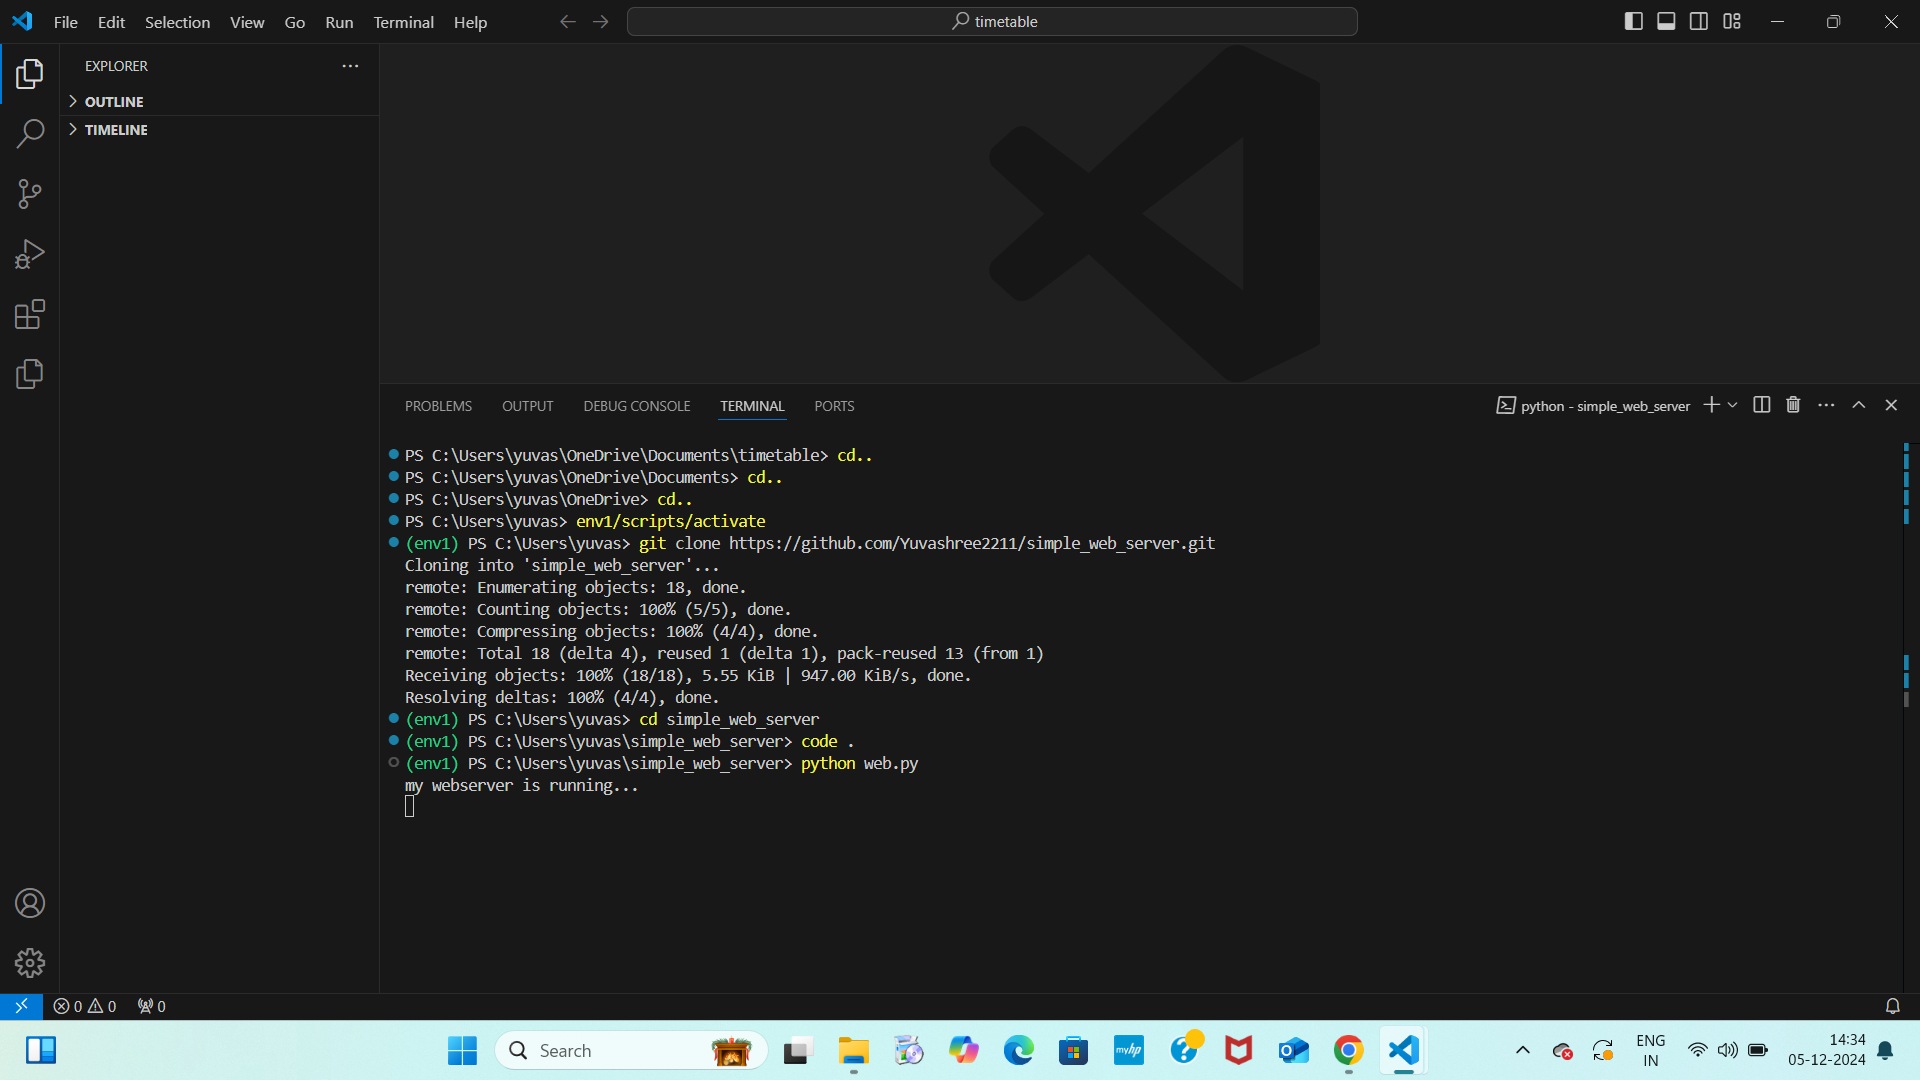 File Edit Selection View Go Run Terminal Help
timetable
EXPLORER
OUTLINE
TIMELINE
PROBLEMS OUTPUT DEBUG CONSOLE TERMINAL PORTS
python - simple_web_server
PS C:\Users\yuvas\OneDrive\Documents\timetable> cd..
PS C:\Users\yuvas\OneDrive\Documents> cd..
PS C:\Users\yuvas\OneDrive> cd..
PS C:\Users\yuvas> env1/scripts/activate
(env1) PS C:\Users\yuvas> git clone https://github.com/Yuvashree2211/simple_web_server.git
Cloning into 'simple_web_server'...
remote: Enumerating objects: 18, done.
remote: Counting objects: 100% (5/5), done.
remote: Compressing objects: 100% (4/4), done.
remote: Total 18 (delta 4), reused 1 (delta 1), pack-reused 13 (from 1)
Receiving objects: 100% (18/18), 5.55 KiB | 947.00 KiB/s, done.
Resolving deltas: 100% (4/4), done.
(env1) PS C:\Users\yuvas> cd simple_web_server
(env1) PS C:\Users\yuvas\simple_web_server> code .
(env1) PS C:\Users\yuvas\simple_web_server> python web.py
my webserver is running...
0 0 0
Search
myhp
ENG
IN
14:34
05-12-2024